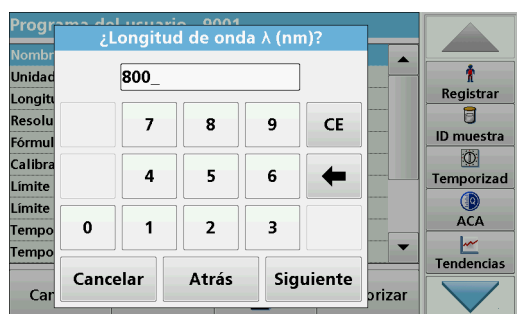 Programa del usuario 9001
¿Longitud de onda λ (nm)?
Nombr
800_
Unidad
Longitu
Registrar
Resolu
7 8 9 CE
Fórmul
ID muestra
Calibra
4 5 6
Temporizad
Límite
Límite
0 1 2 3
ACA
Tempo
Tempo
Cancelar Atrás Siguiente
Tendencias
Can
orizar